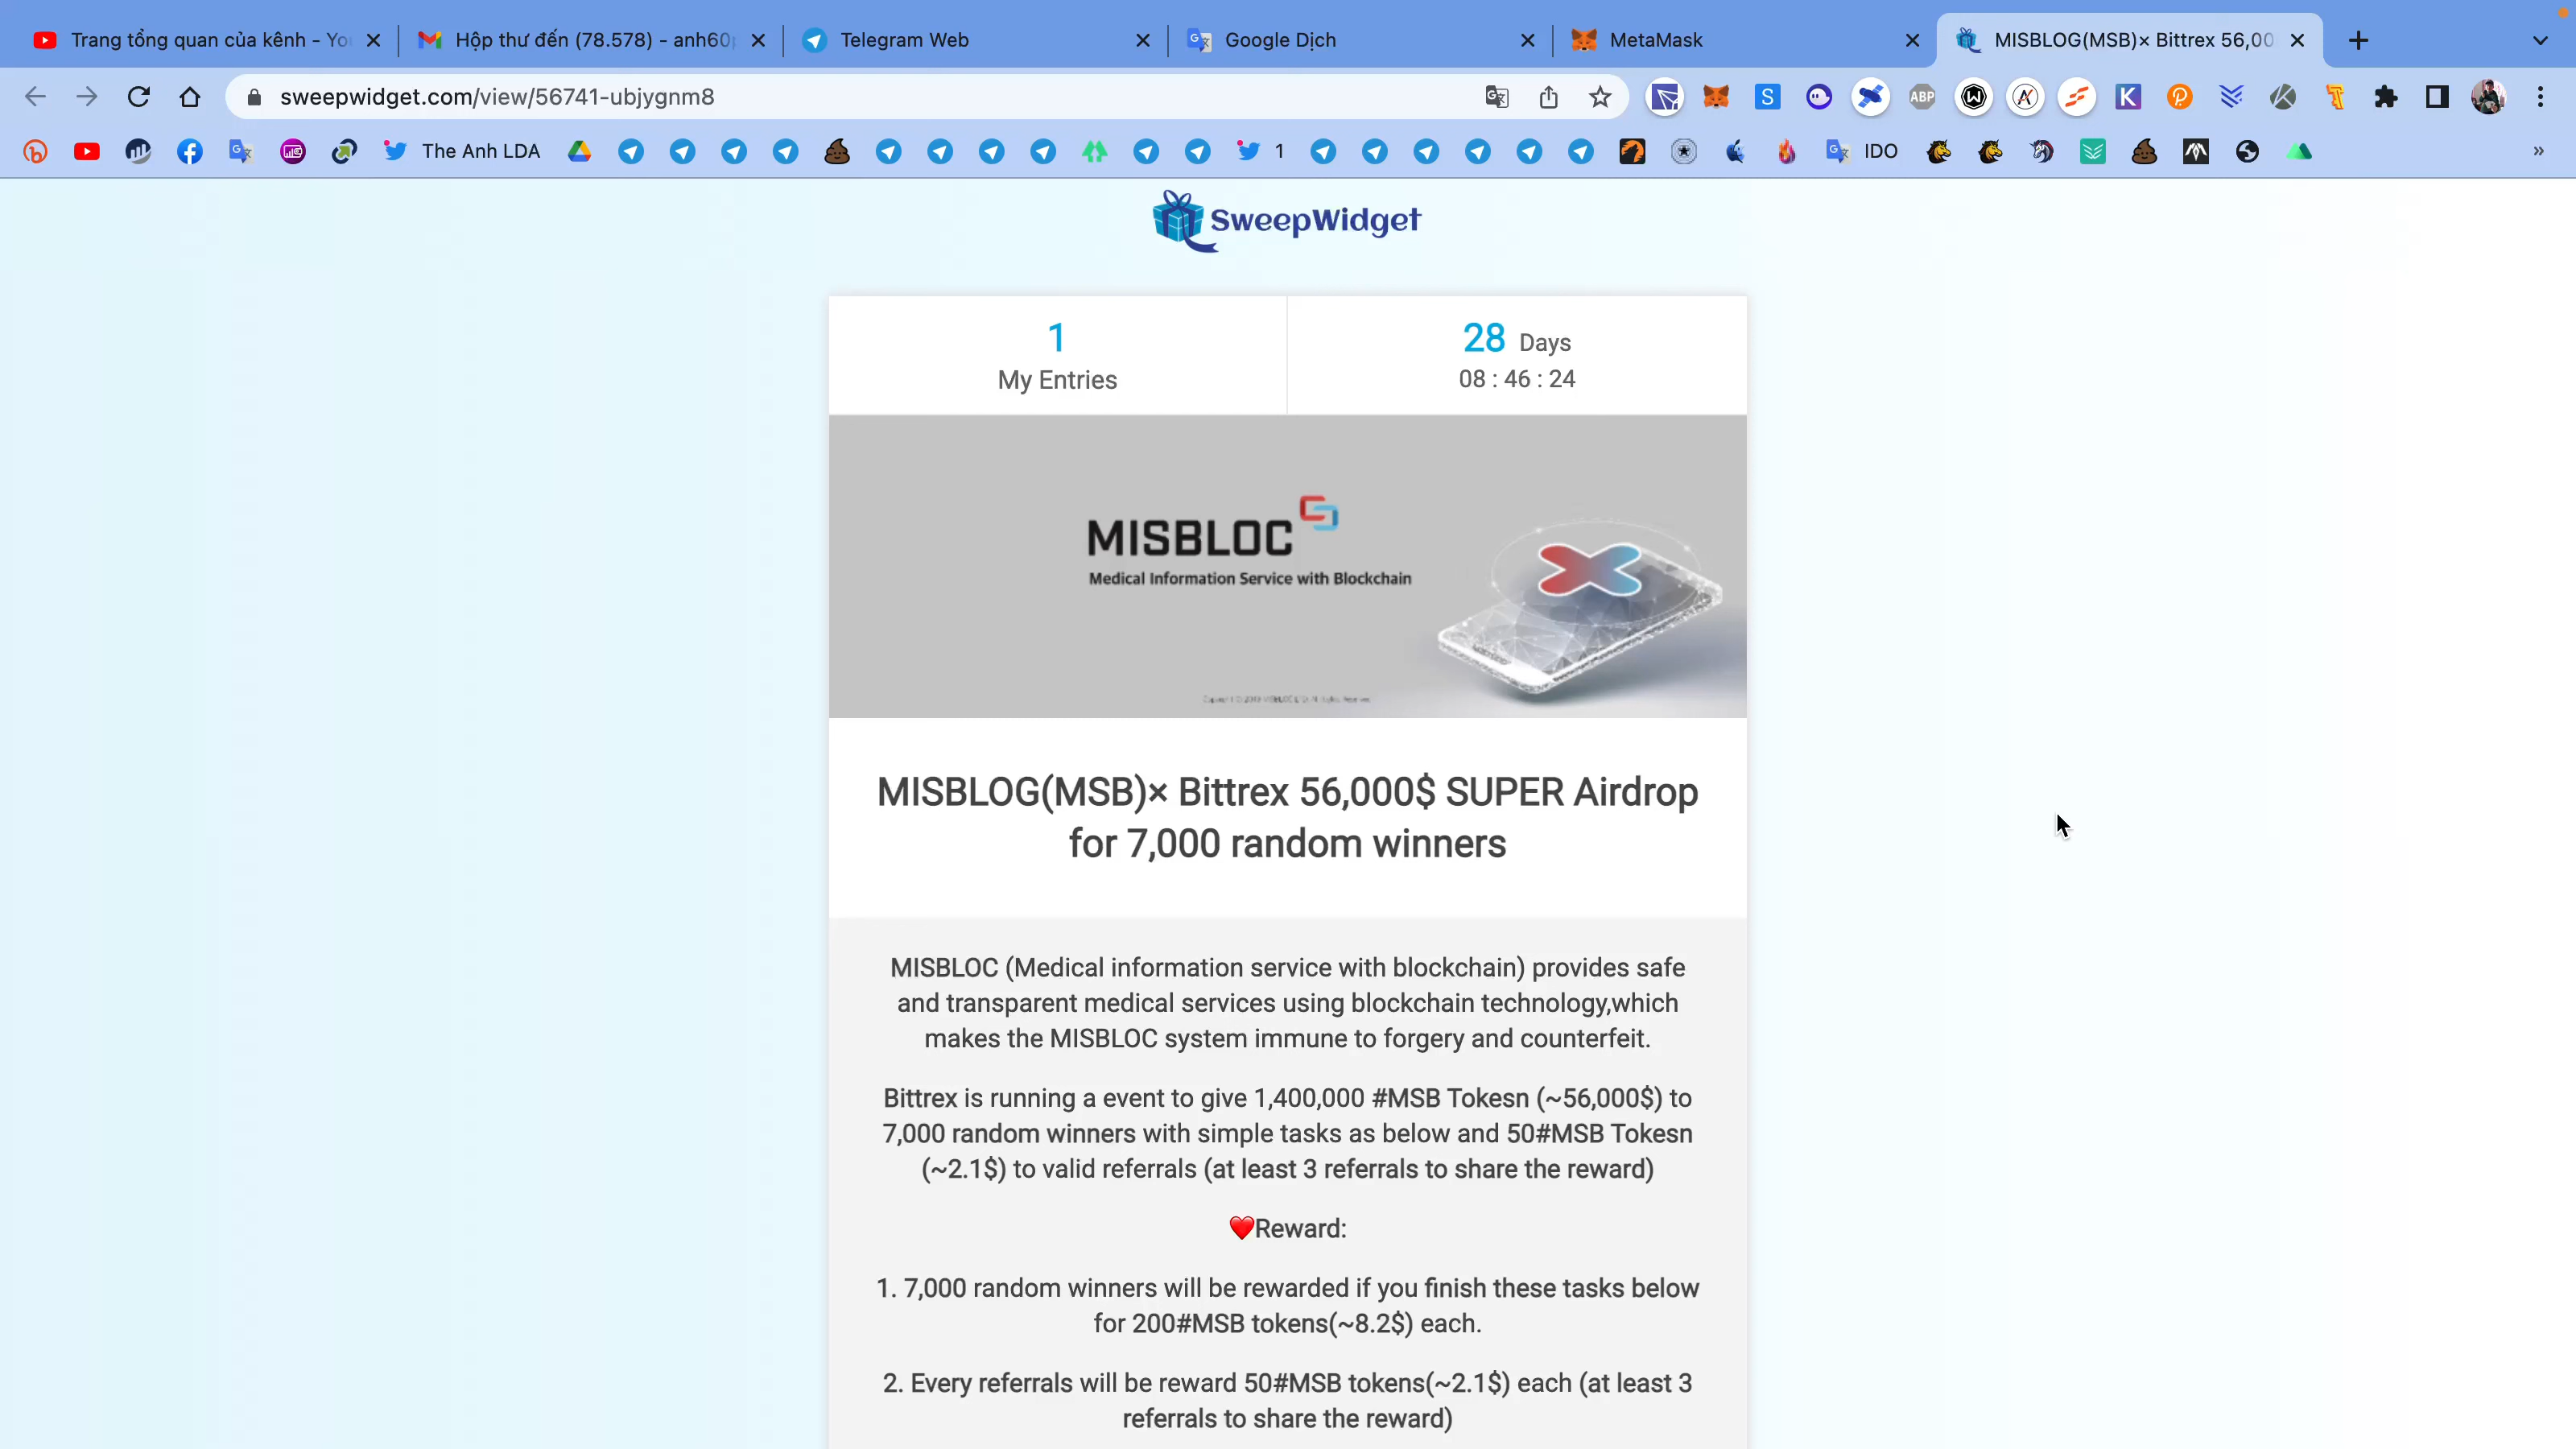 Trang tổng quan của kênh - Yo
Hộp thư đến (78.578) - anh60
Telegram Web
Google Dịch
MetaMask
MISBLOG(MSB)× Bittrex 56,00
sweepwidget.com/view/56741-ubjygnm8
ABP
The Anh LDA
1
IDO
SweepWidget
1
My Entries
28 Days
08 : 46 : 24
MISBLOC
Medical Information Service with Blockchain
MISBLOG(MSB)× Bittrex 56,000$ SUPER Airdrop
for 7,000 random winners
MISBLOC (Medical information service with blockchain) provides safe
and transparent medical services using blockchain technology,which
makes the MISBLOC system immune to forgery and counterfeit.
Bittrex is running a event to give 1,400,000 #MSB Tokesn (~56,000$) to
7,000 random winners with simple tasks as below and 50#MSB Tokesn
(~2.1$) to valid referrals (at least 3 referrals to share the reward)
❤️Reward:
1. 7,000 random winners will be rewarded if you finish these tasks below
for 200#MSB tokens(~8.2$) each.
2. Every referrals will be reward 50#MSB tokens(~2.1$) each (at least 3
referrals to share the reward)